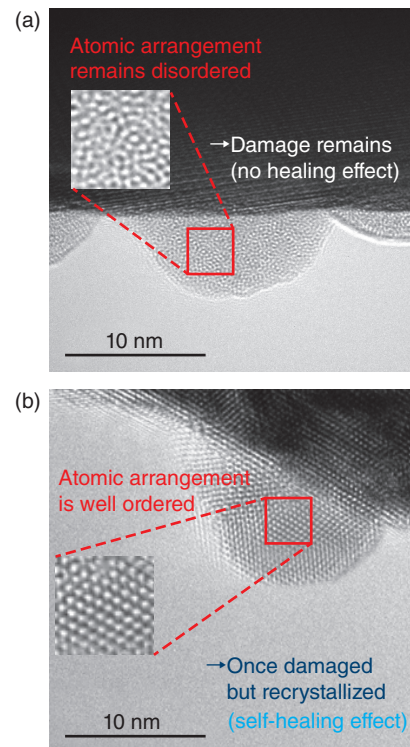 (a)
Atomic arrangement
remains disordered
→Damage remains
(no healing effect)
10 nm
(b)
Atomic arrangement
is well ordered
→Once damaged
but recrystallized
(self-healing effect)
10 nm